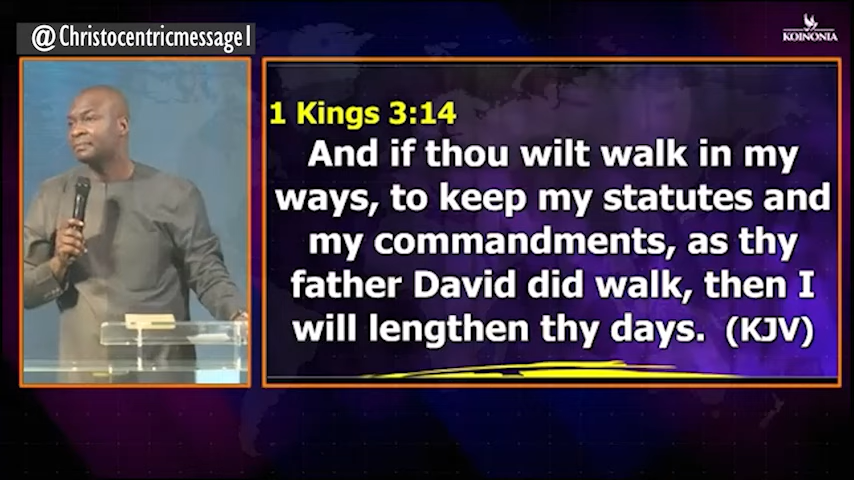 @Christocentricmessage1
KOINONIA
1 Kings 3:14
And if thou wilt walk in my
ways, to keep my statutes and
my commandments, as thy
father David did walk, then I
will lengthen thy days. (KJV)